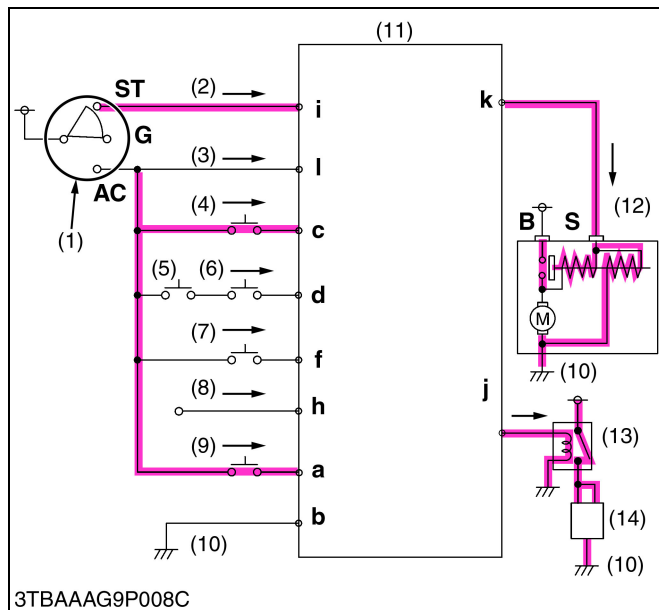 (11)
ST (2) i k
G
(3) l
AC
(4) c
(1)
(12)
B S
(5) (6) d
M
(7) f
(10)
(8) h
j
(9) a
(13)
b
(10)
(14)
(10)
3TBAAAG9P008C